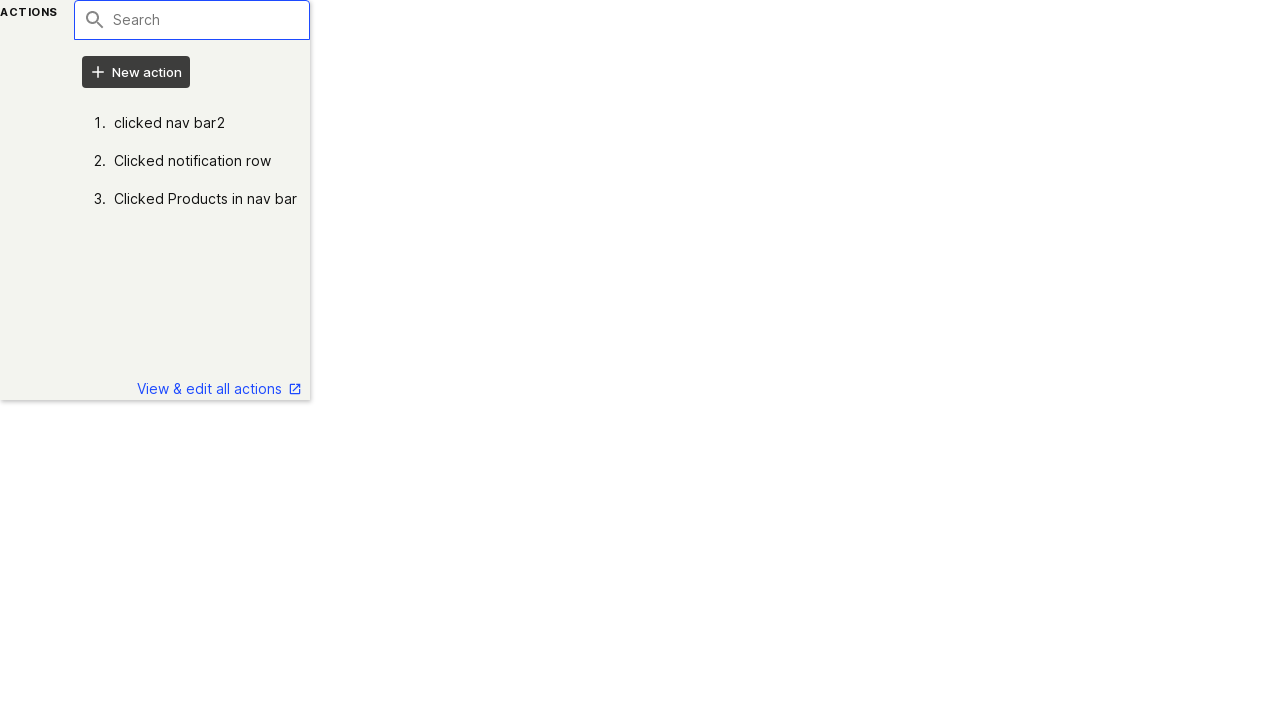 ACTIONS
Search
New action
1. clicked nav bar2
2. Clicked notification row
3. Clicked Products in nav bar
View & edit all actions